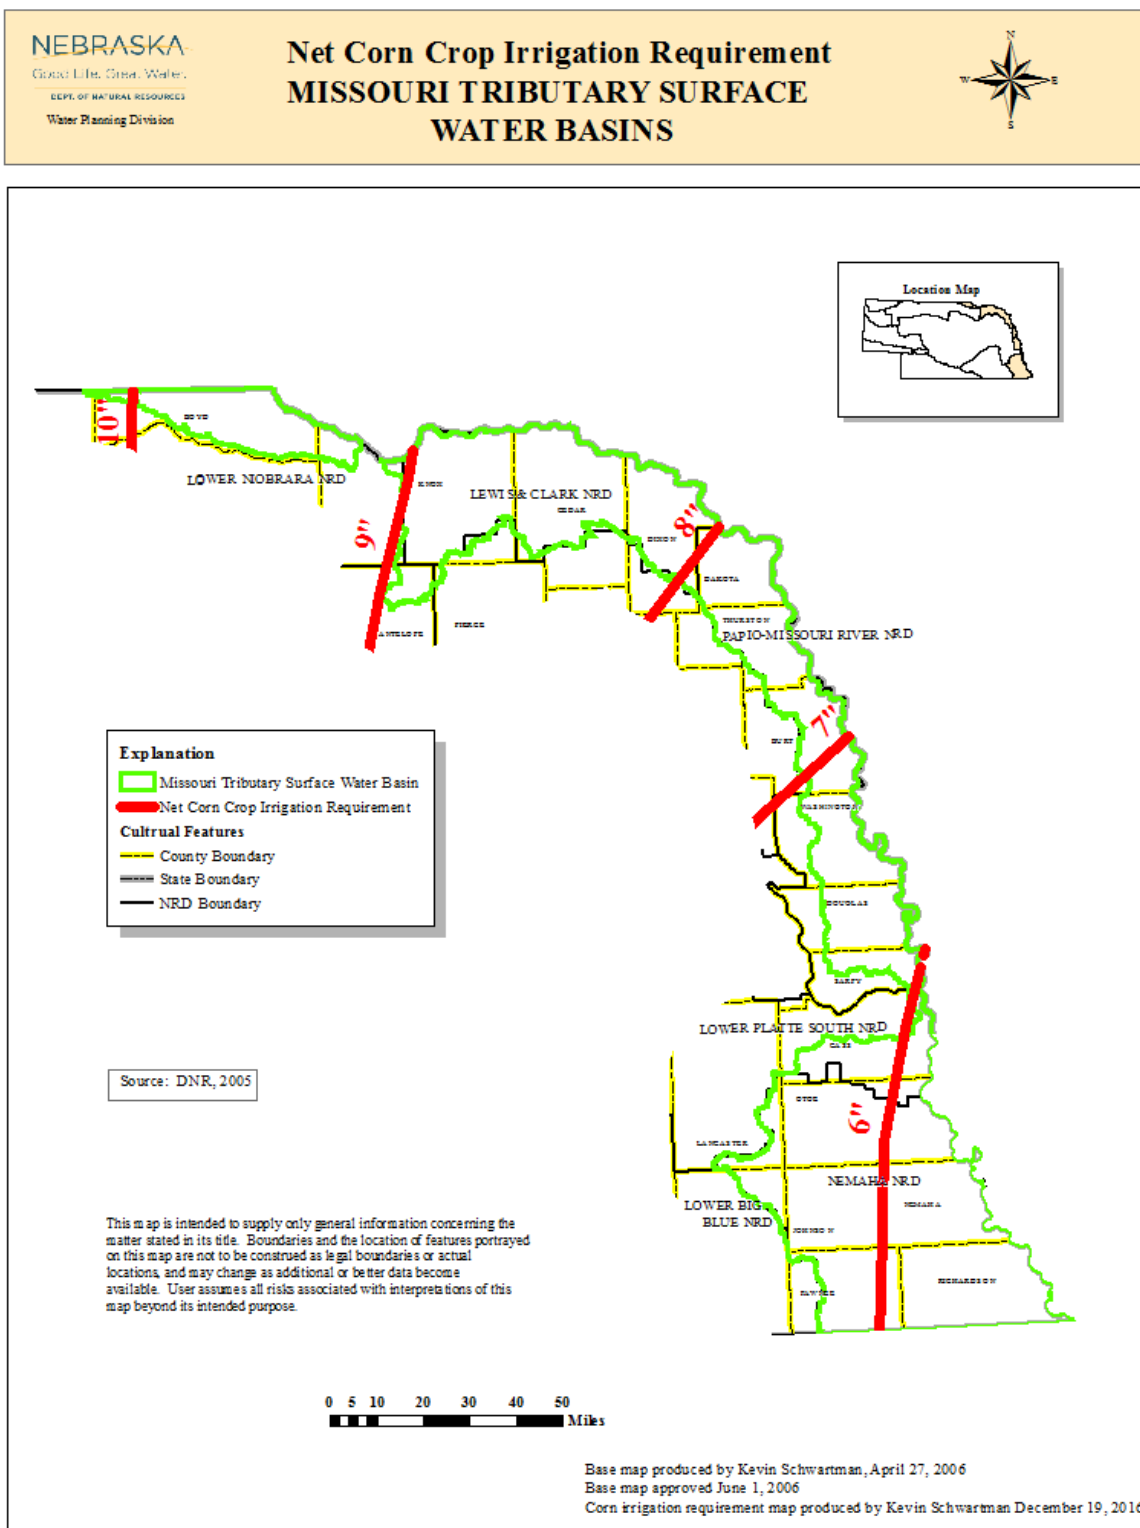 NEBRASKA
Good Life. Great Water.
DEPT. OF NATURAL RESOURCES
Water Planning Division
Net Corn Crop Irrigation Requirement
MISSOURI TRIBUTARY SURFACE
WATER BASINS
N
W
E
S
Location Map
10"
BOYD
LOWER NIOBRARA NRD
KNOX
LEWIS & CLARK NRD
CEDAR
9"
8"
DIXON
DAKOTA
THURSTON
PAPIO-MISSOURI RIVER NRD
ANTELOPE
PIERCE
7"
BURT
WASHINGTON
Explanation
Missouri Tributary Surface Water Basin
Net Corn Crop Irrigation Requirement
Cultrual Features
County Boundary
State Boundary
NRD Boundary
DOUGLAS
SARPY
LOWER PLATTE SOUTH NRD
CASS
Source: DNR, 2005
OTOE
6"
LANCASTER
NEMAHA NRD
LOWER BIG
BLUE NRD
NEMAHA
JOHNSON
PAWNEE
RICHARDSON
This map is intended to supply only general information concerning the
matter stated in its title. Boundaries and the location of features portrayed
on this map are not to be construed as legal boundaries or actual
locations, and may change as additional or better data become
available. User assumes all risks associated with interpretations of this
map beyond its intended purpose.
0 5 10 20 30 40 50
Miles
Base map produced by Kevin Schwartman, April 27, 2006
Base map approved June 1, 2006
Corn irrigation requirement map produced by Kevin Schwartman December 19, 2016